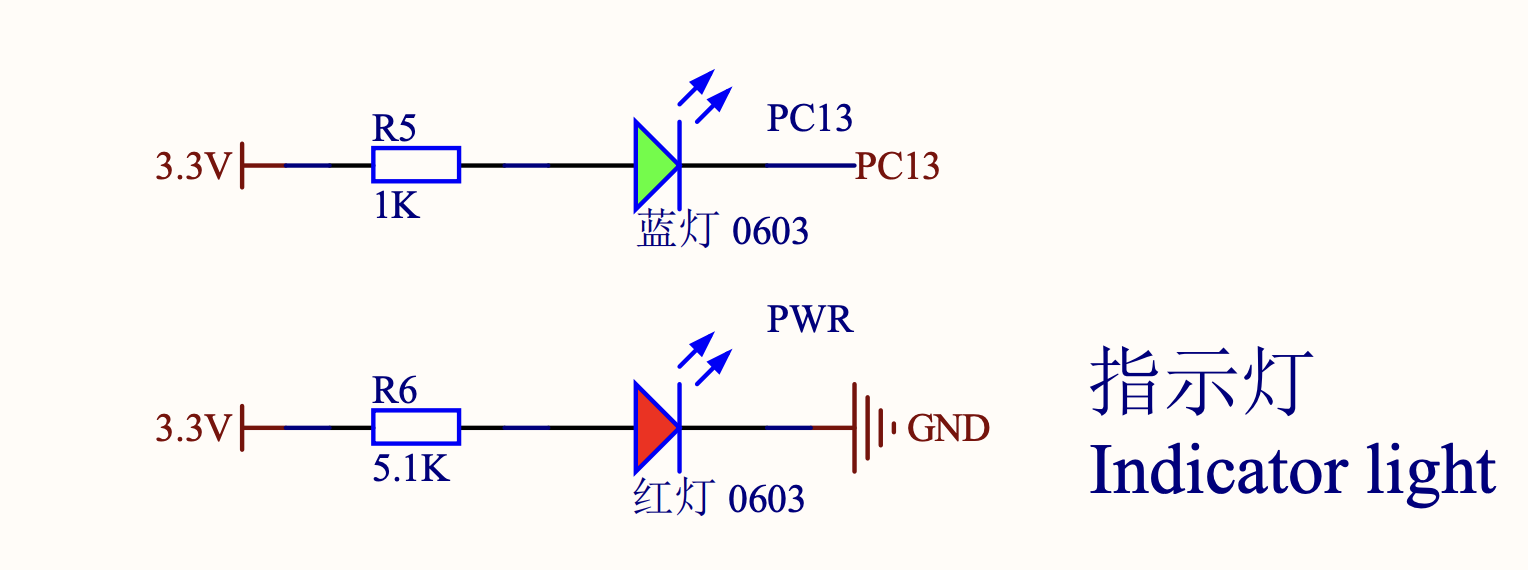 PC13
R5
3.3V
PC13
1K
蓝灯 0603
PWR
R6
3.3V
GND
5.1K
红灯 0603
指示灯
Indicator light